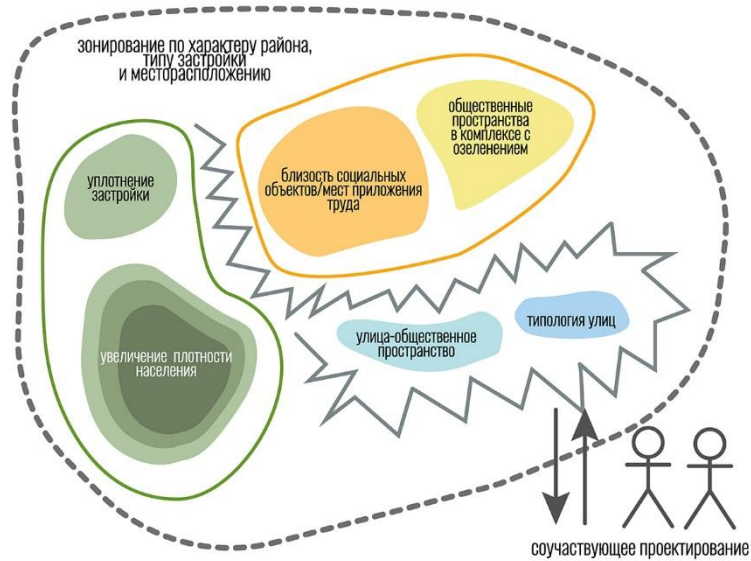 зонирование по характеру района,
типу застройки
и месторасположению
общественные
пространства
в комплексе с
озеленением
близость социальных
объектов/мест приложения
труда
уплотнение
застройки
увеличение плотности
населения
улица-общественное
пространство
типология улиц
соучаствующее проектирование